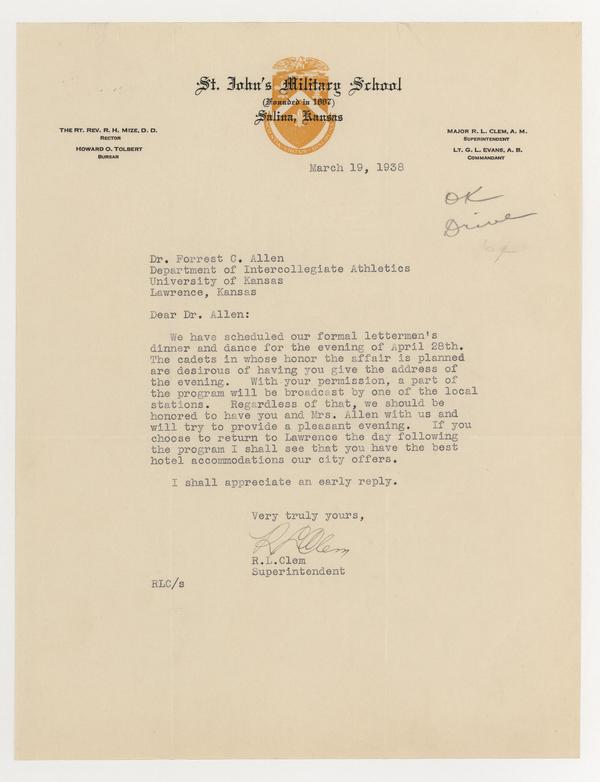 St. John's Military School
(Founded in 1887)
Salina, Kansas
THE RT. REV. R. H. MIZE, D. D.
RECTOR
HOWARD O. TOLBERT
BURSAR
MAJOR R. L. CLEM, A. M.
SUPERINTENDENT
LT. G. L. EVANS, A. B.
COMMANDANT
March 19, 1938
OK
Drive
Dr. Forrest C. Allen
Department of Intercollegiate Athletics
University of Kansas
Lawrence, Kansas
Dear Dr. Allen:
We have scheduled our formal lettermen's
dinner and dance for the evening of April 28th.
The cadets in whose honor the affair is planned
are desirous of having you give the address of
the evening. With your permission, a part of
the program will be broadcast by one of the local
stations. Regardless of that, we should be
honored to have you and Mrs. Allen with us and
will try to provide a pleasant evening. If you
choose to return to Lawrence the day following
the program I shall see that you have the best
hotel accommodations our city offers.
I shall appreciate an early reply.
Very truly yours,
R L Clem
R.L.Clem
Superintendent
RLC/s